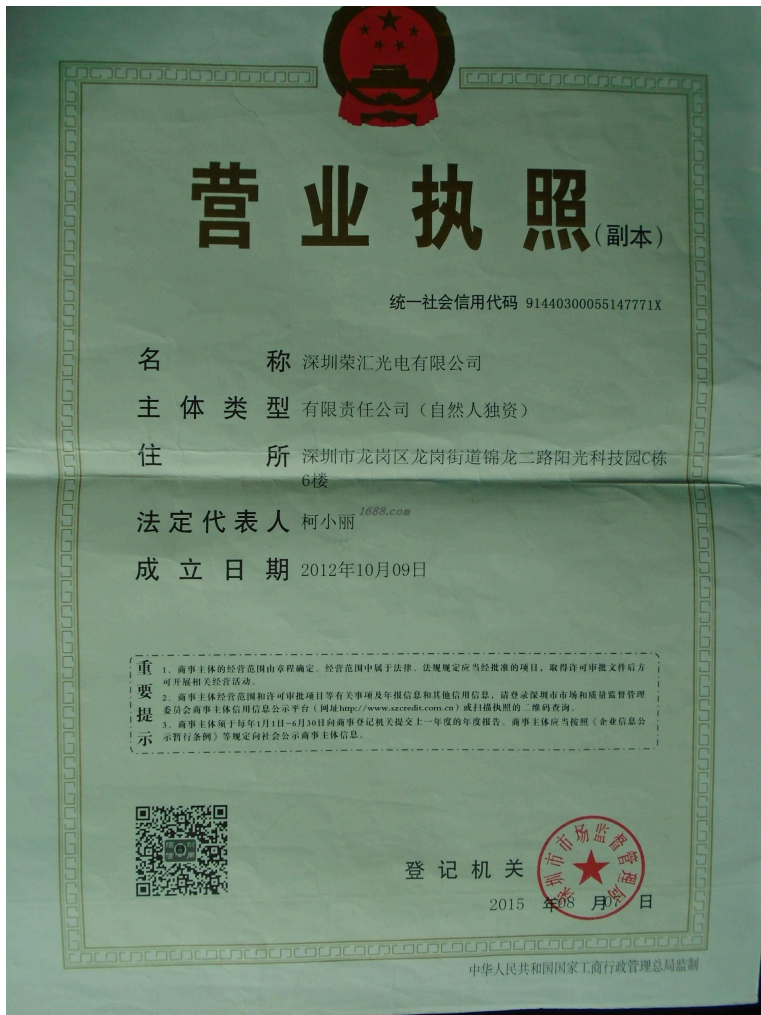 营业执照(副本)
统一社会信用代码 91440300055147771X
名称 深圳荣汇光电有限公司
主体类型 有限责任公司(自然人独资)
住所 深圳市龙岗区龙岗街道锦龙二路阳光科技园C栋
6楼
1688.com
法定代表人 柯小丽
成立日期 2012年10月09日
重要提示
1、商事主体的经营范围由章程确定。经营范围中属于法律、法规规定应当经批准的项目,取得许可审批文件后方
可开展相关经营活动。
2、商事主体经营范围和许可审批项目等有关事项及年报信息和其他信用信息,请登录深圳市市场和质量监督管理
委员会商事主体信用信息公示平台(网址http://www.szcredit.com.cn)或扫描执照的二维码查询。
3、商事主体须于每年1月1日-6月30日向商事登记机关提交上一年度的年度报告。商事主体应当按照《企业信息公
示暂行条例》等规定向社会公示商事主体信息。
深圳市市场监督管理局
登记机关
2015 年08 月07 日
中华人民共和国国家工商行政管理总局监制